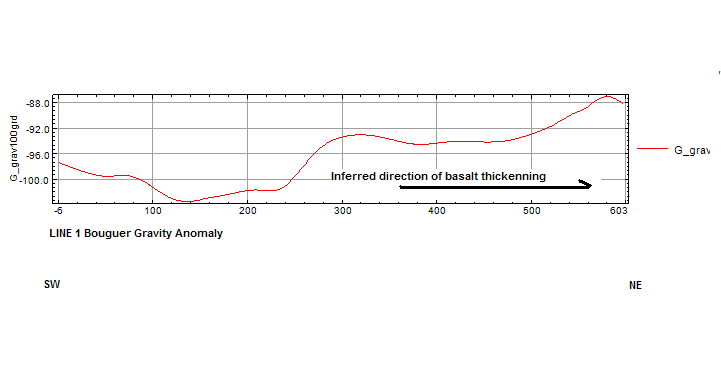 -88.0
-92.0
-96.0
-100.0
G_grav100grd
G_grav
Inferred direction of basalt thickenning
-6 100 200 300 400 500 603
LINE 1 Bouguer Gravity Anomaly
SW NE